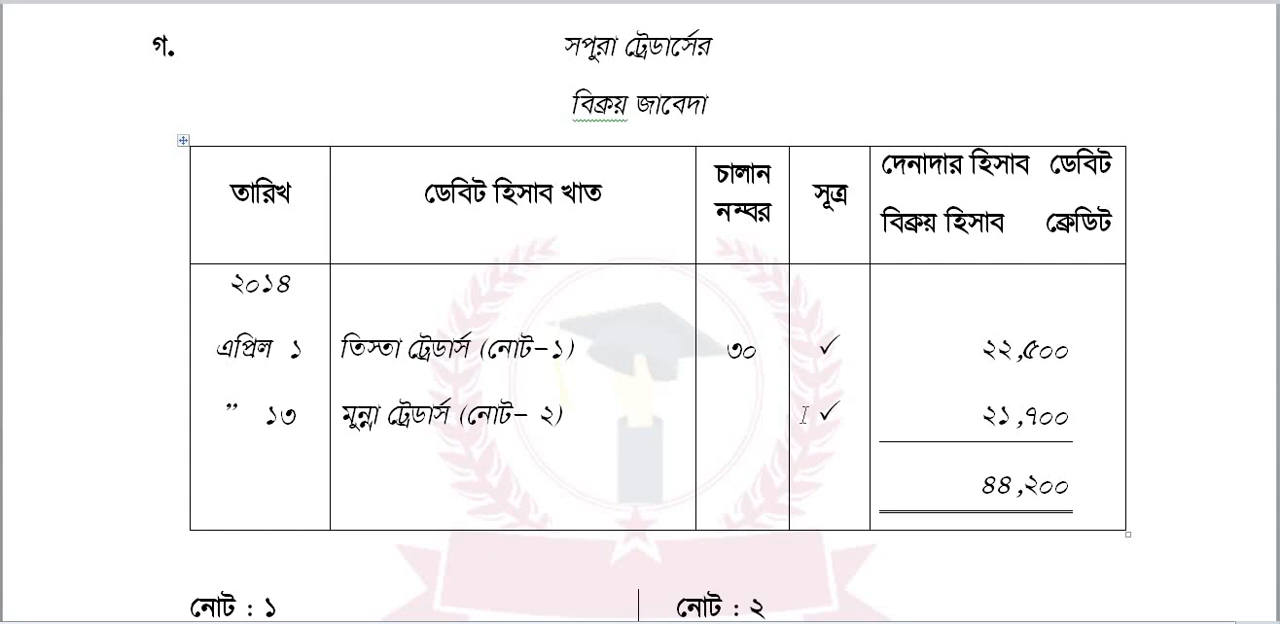 গ. সপুরা ট্রেডার্সের
বিক্রয় জাবেদা
তারিখ ডেবিট হিসাব খাত চালান নম্বর সূত্র দেনাদার হিসাব ডেবিট
বিক্রয় হিসাব ক্রেডিট
২০১৪
এপ্রিল ১ তিস্তা ট্রেডার্স (নোট-১) ৩০ ✓ ২২,৫০০
” ১৩ মুন্না ট্রেডার্স (নোট- ২) ✓ ২১,৭০০
৪৪,২০০
নোট : ১ নোট : ২